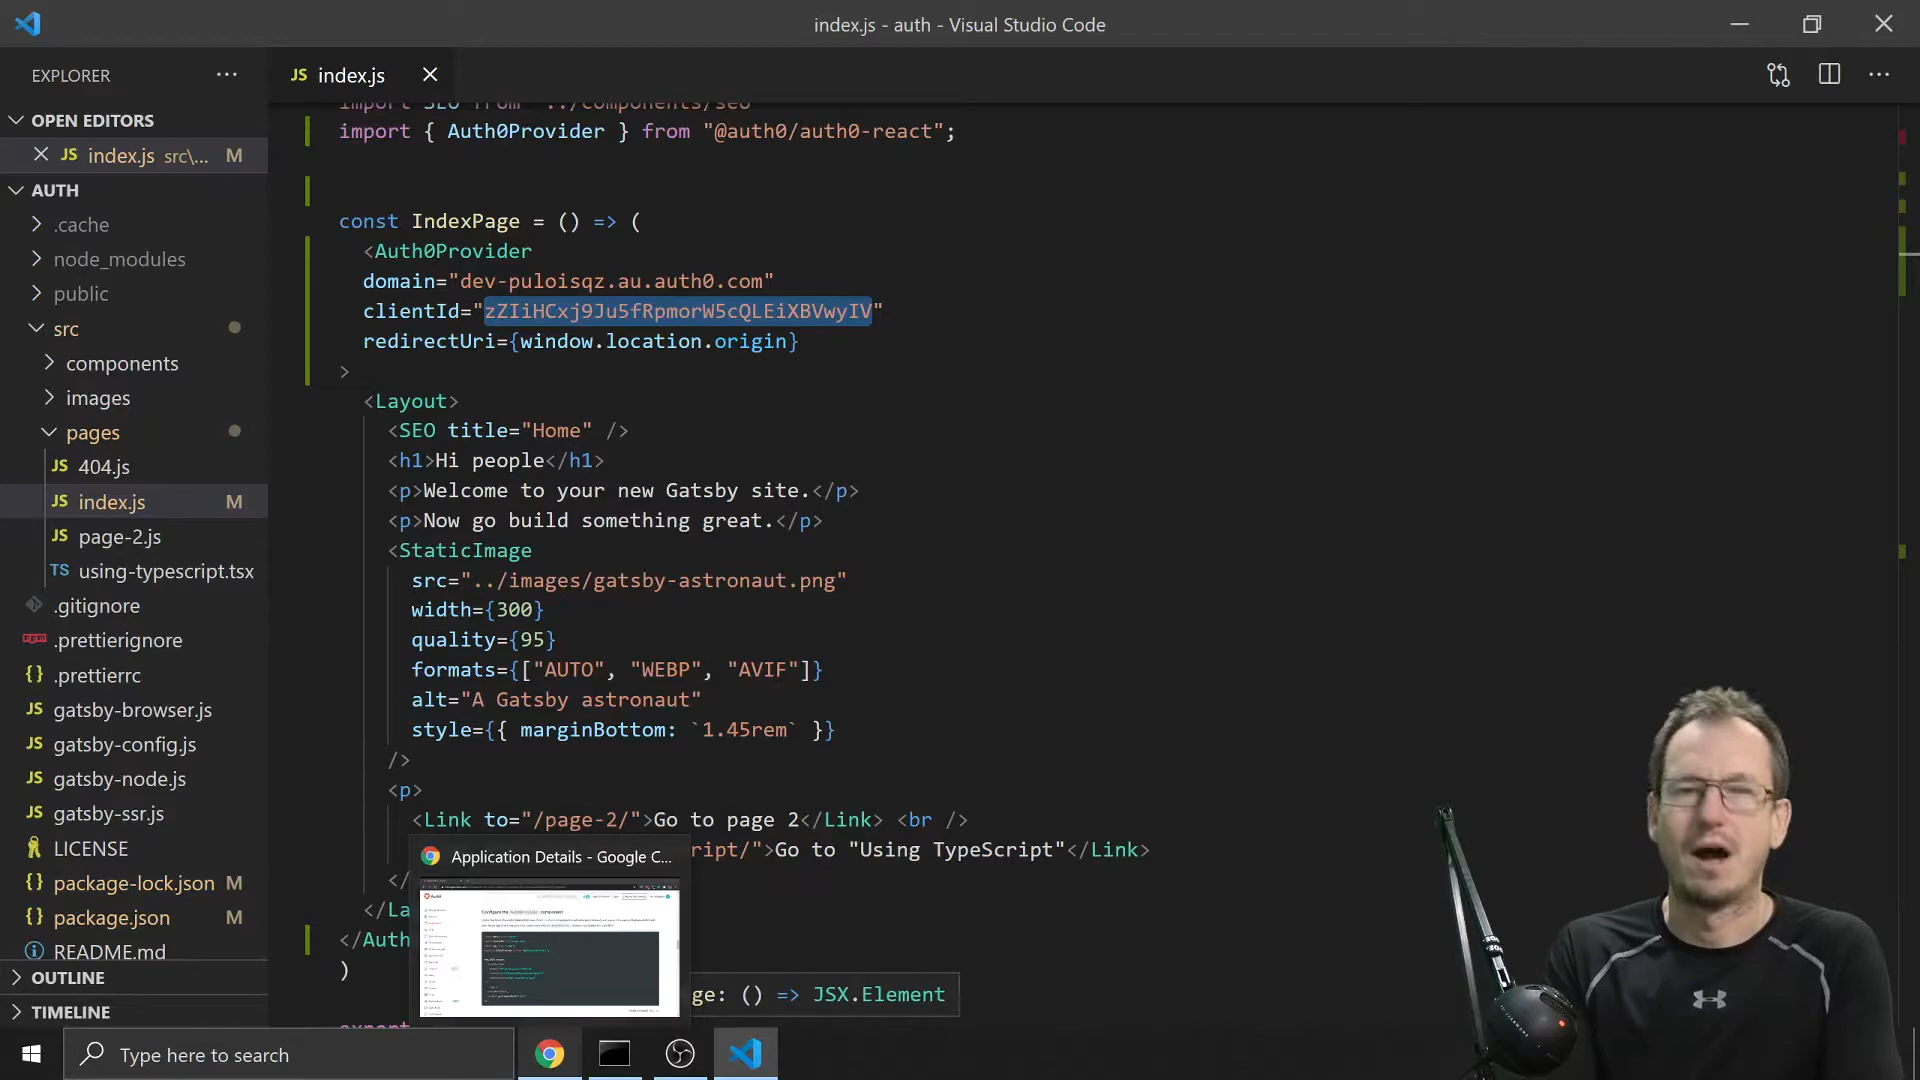 index.js - auth - Visual Studio Code
EXPLORER
JS index.js
OPEN EDITORS
JS index.js src\... M
AUTH
.cache
node_modules
public
src
components
images
pages
JS 404.js
JS index.js M
JS page-2.js
TS using-typescript.tsx
.gitignore
npm .prettierignore
{} .prettierrc
JS gatsby-browser.js
JS gatsby-config.js
JS gatsby-node.js
JS gatsby-ssr.js
LICENSE
{} package-lock.json M
{} package.json M
README.md
OUTLINE
TIMELINE
import SEO from "../components/seo"
import { Auth0Provider } from "@auth0/auth0-react";
const IndexPage = () => (
<Auth0Provider
domain="dev-puloisqz.au.auth0.com"
clientId="zZIiHCxj9Ju5fRpmorW5cQLEiXBVwyIV"
redirectUri={window.location.origin}
>
<Layout>
<SEO title="Home" />
<h1>Hi people</h1>
<p>Welcome to your new Gatsby site.</p>
<p>Now go build something great.</p>
<StaticImage
src="../images/gatsby-astronaut.png"
width={300}
quality={95}
formats={["AUTO", "WEBP", "AVIF"]}
alt="A Gatsby astronaut"
style={{ marginBottom: `1.45rem` }}
/>
<p>
<Link to="/page-2/">Go to page 2</Link> <br />
ript/">Go to "Using TypeScript"</Link>
</
</La
</Auth
)
export
Application Details - Google C...
ge: () => JSX.Element
Type here to search